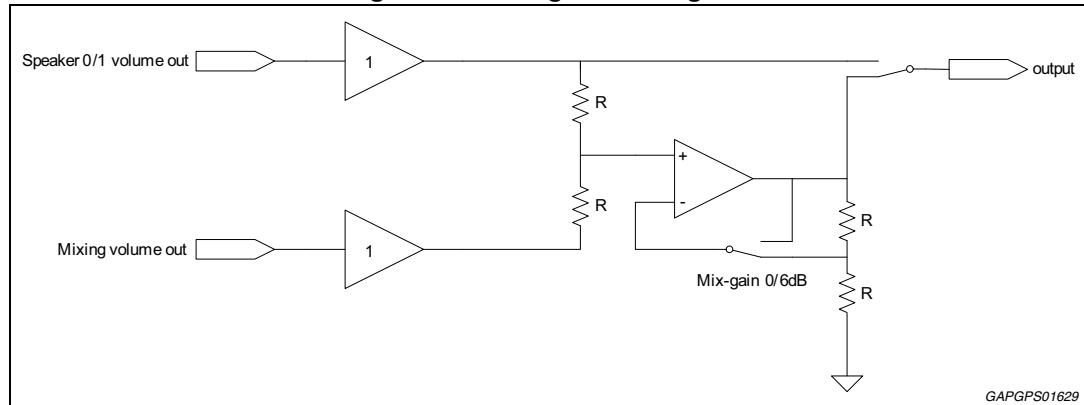 Speaker 0/1 volume out
1
output
R
+
-
R
R
Mixing volume out
1
Mix-gain 0/6dB
R
GAPGPS01629